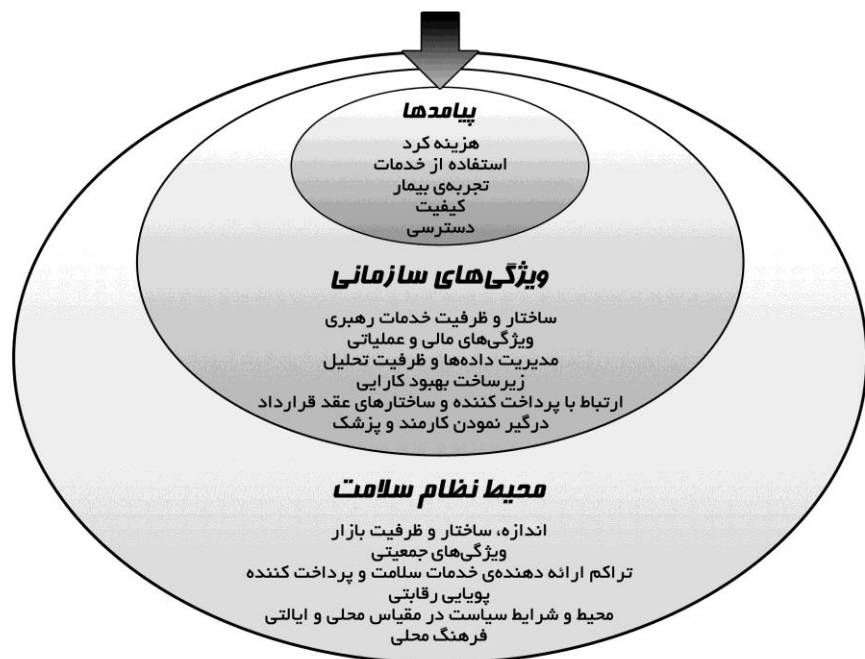 پیامدها
هزینه کرد
استفاده از خدمات
تجربه‌ی بیمار
کیفیت
دسترسی
ویژگی‌های سازمانی
ساختار و ظرفیت خدمات رهبری
ویژگی‌های مالی و عملیاتی
مدیریت داده‌ها و ظرفیت تحلیل
زیرساخت بهبود کارایی
ارتباط با پرداخت کننده و ساختارهای عقد قرارداد
درگیر نمودن کارمند و پزشک
محیط نظام سلامت
اندازه، ساختار و ظرفیت بازار
ویژگی‌های جمعیتی
تراکم ارائه دهنده‌ی خدمات سلامت و پرداخت کننده
پویایی رقابتی
محیط و شرایط سیاست در مقیاس محلی و ایالتی
فرهنگ محلی